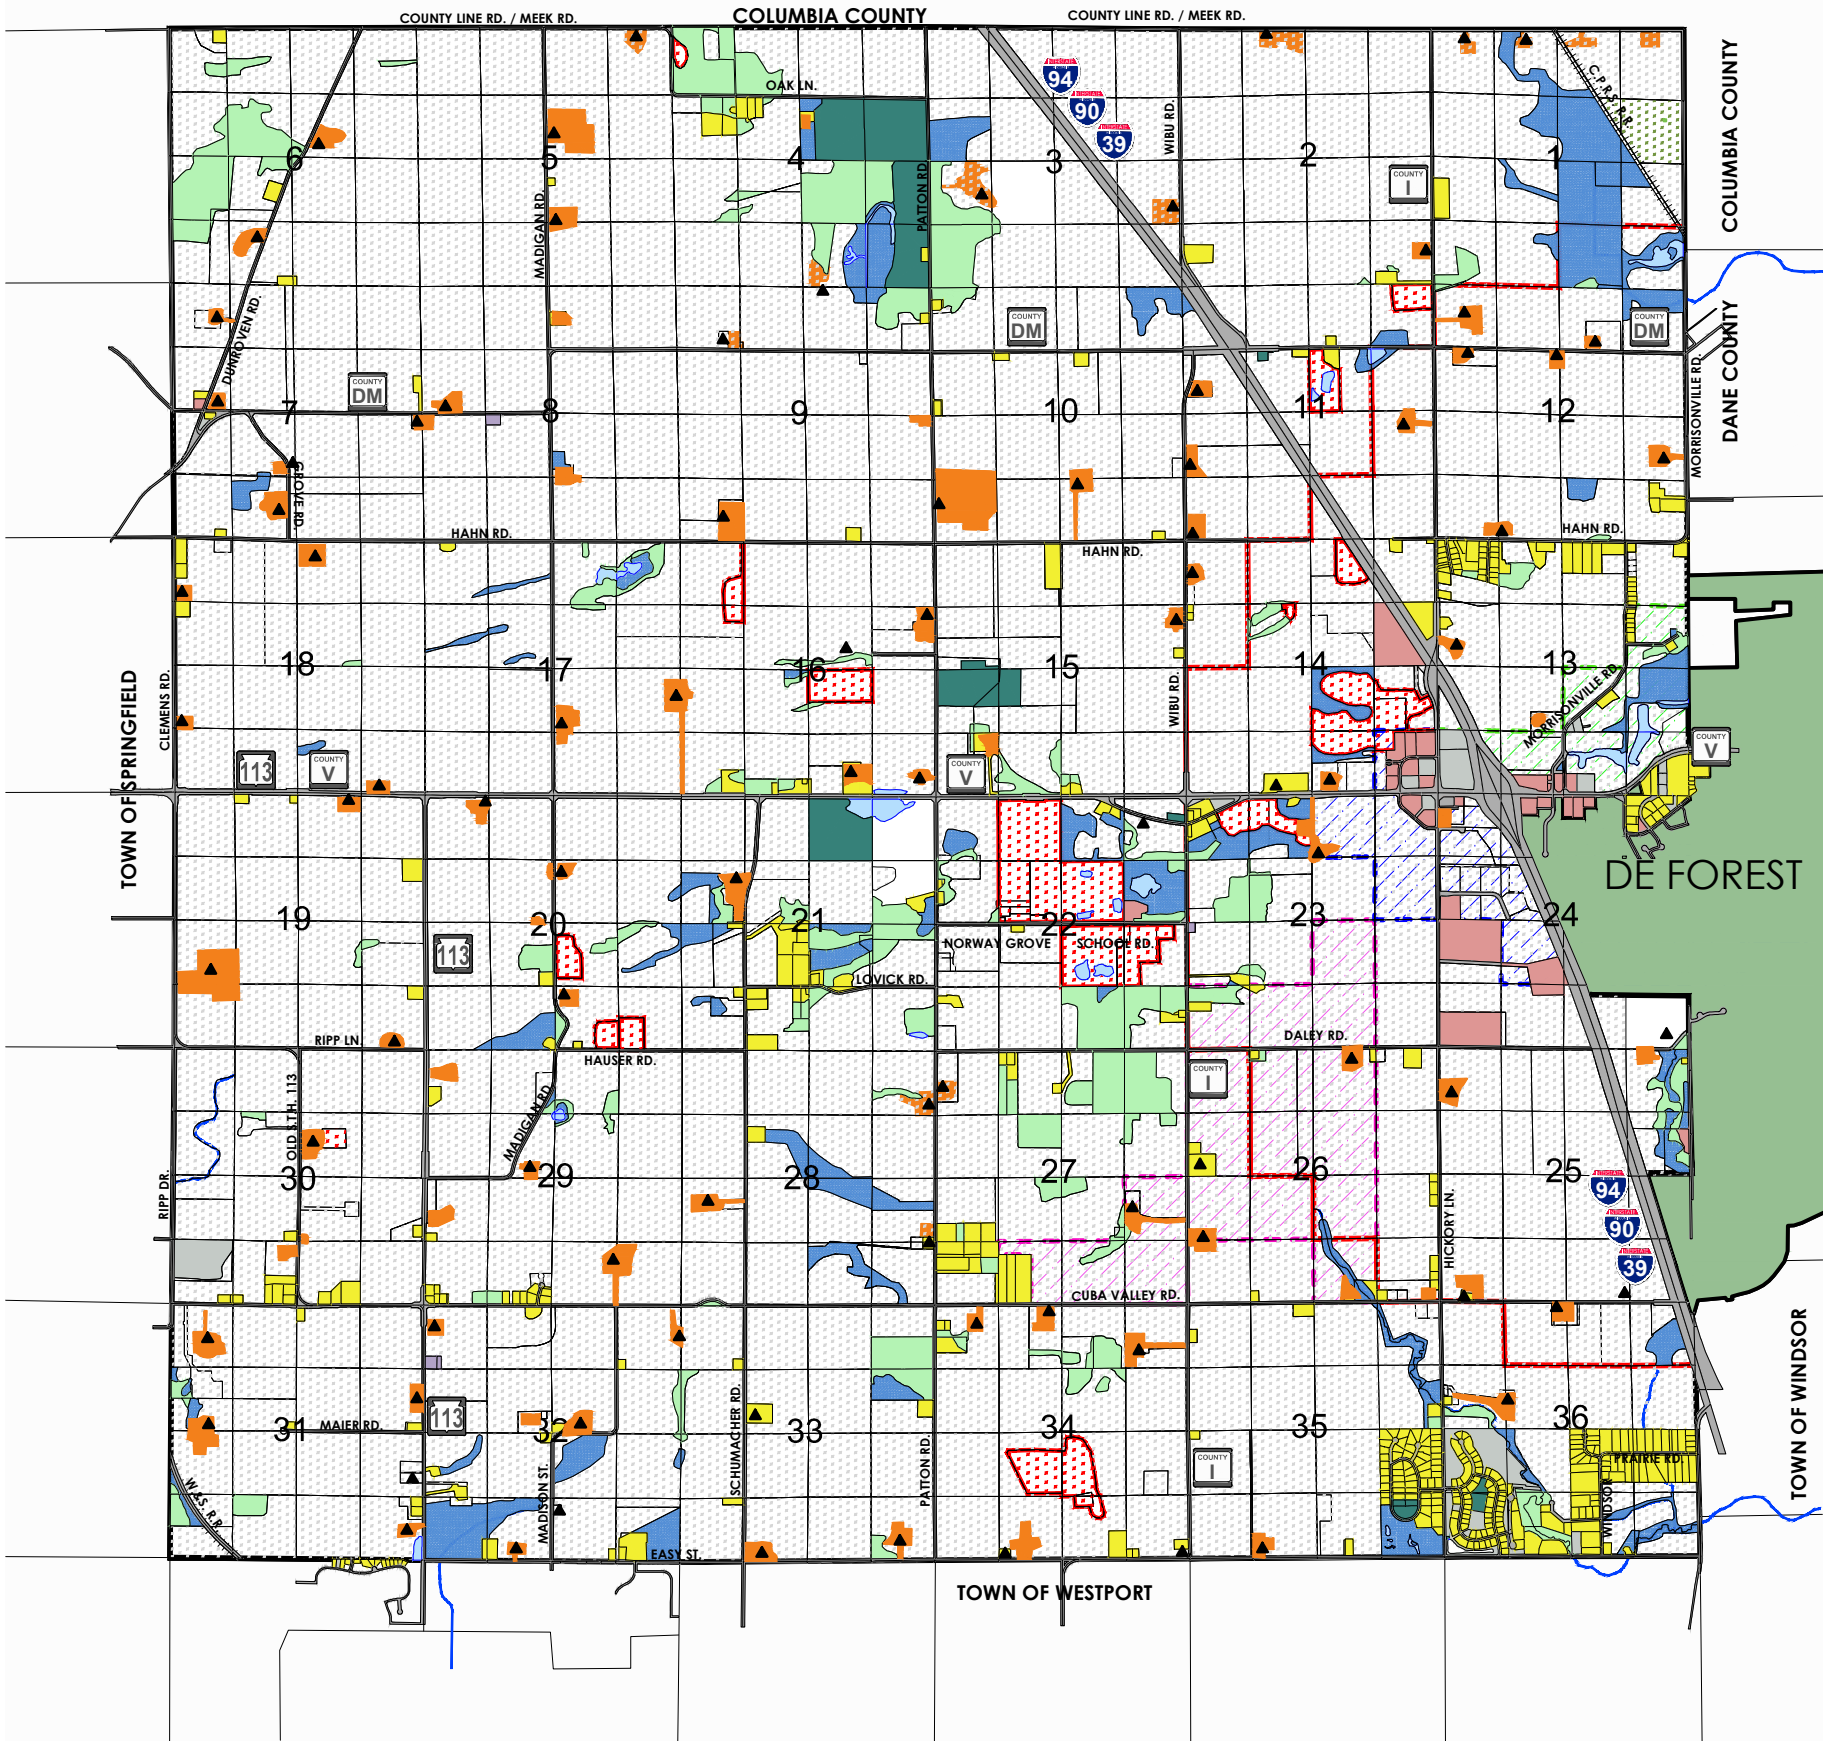 COUNTY LINE RD. / MEEK RD.
COLUMBIA COUNTY
COUNTY LINE RD. / MEEK RD.
COLUMBIA COUNTY
DANE COUNTY
C.P.R.S. R.R
OAK LN.
INTERSTATE
94
INTERSTATE
90
INTERSTATE
39
WIBU RD.
6
5
4
3
2
1
COUNTY
I
MADIGAN RD.
PATTON RD.
DUNROVEN RD.
COUNTY
DM
COUNTY
DM
COUNTY
DM
MORRISONVILLE RD.
7
8
9
10
11
12
GROVE RD.
HAHN RD.
HAHN RD.
HAHN RD.
TOWN OF SPRINGFIELD
CLEMENS RD.
18
17
16
15
14
13
WIBU RD.
MORRISONVILLE RD.
113
COUNTY
V
COUNTY
V
COUNTY
V
DE FOREST
19
20
21
22
23
24
113
NORWAY GROVE
SCHOOL RD.
LOVICK RD.
RIPP LN.
HAUSER RD.
DALEY RD.
COUNTY
I
OLD S.T.H. 113
MADIGAN RD
RIPP DR.
30
29
28
27
26
25
HICKORY LN.
INTERSTATE
94
INTERSTATE
90
INTERSTATE
39
CUBA VALLEY RD.
TOWN OF WINDSOR
31
MAIER RD.
113
32
33
34
35
36
SCHUMACHER RD.
PATTON RD.
COUNTY
I
PRAIRIE RD.
WINDSOR
W.&S. R.R.
MADISON ST.
EASY ST.
TOWN OF WESTPORT